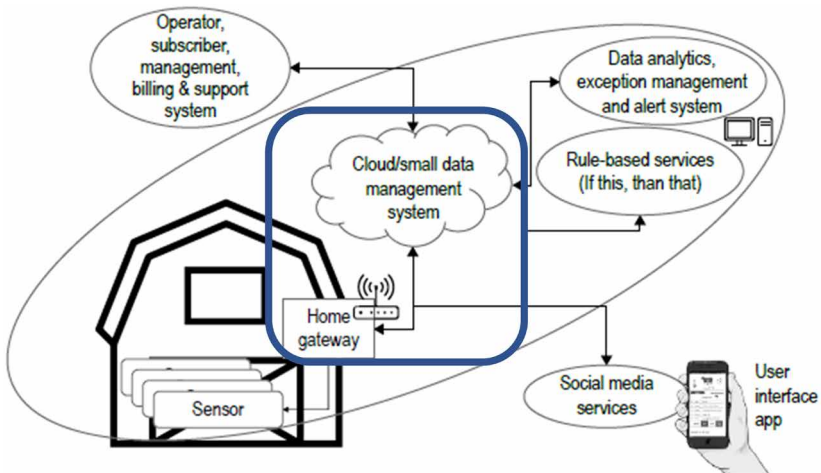 Operator,
subscriber,
management,
billing & support
system
Data analytics,
exception management
and alert system
Rule-based services
(If this, than that)
Cloud/small data
management
system
Home
gateway
Sensor
Social media
services
User
interface
app